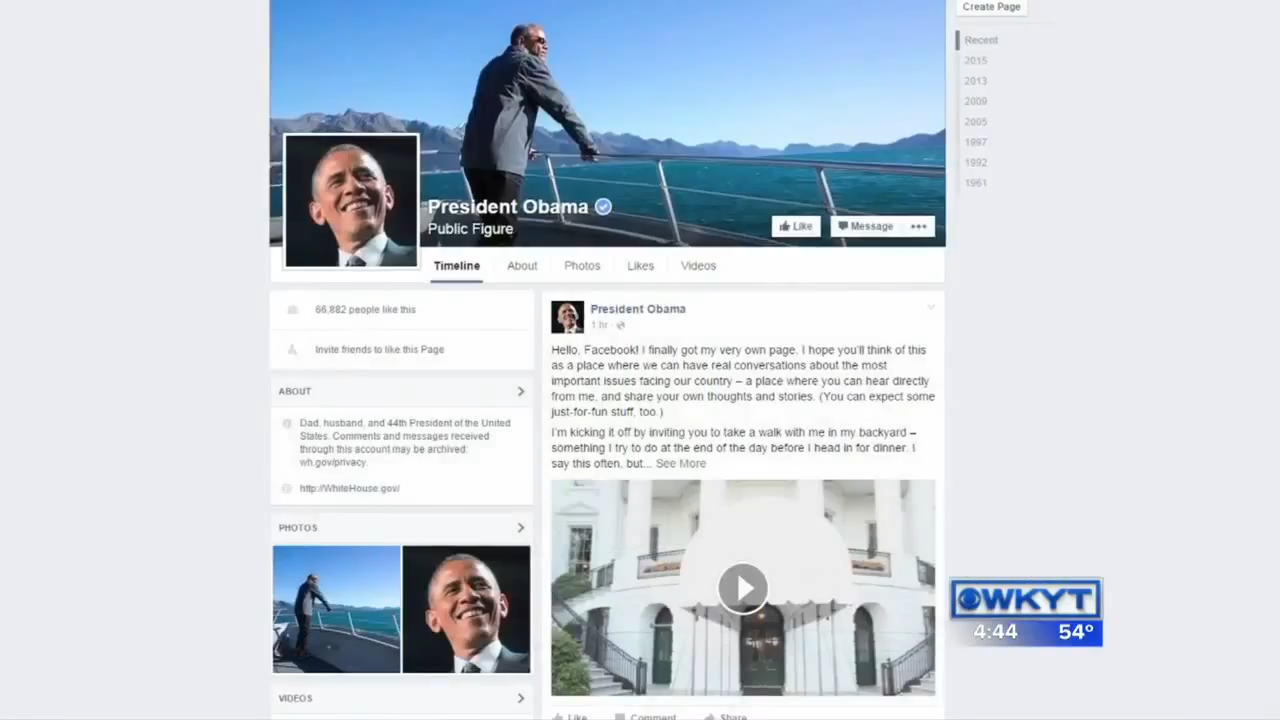 Create Page
Recent
2015
2013
2009
2005
1997
1992
1961
President Obama
Public Figure
Like
Message
Timeline
About
Photos
Likes
Videos
66,882 people like this
Invite friends to like this Page
ABOUT
Dad, husband, and 44th President of the United
States. Comments and messages received
through this account may be archived:
wh.gov/privacy.
http://WhiteHouse.gov/
PHOTOS
VIDEOS
President Obama
1 hr ·
Hello, Facebook! I finally got my very own page. I hope you'll think of this
as a place where we can have real conversations about the most
important issues facing our country – a place where you can hear directly
from me, and share your own thoughts and stories. (You can expect some
just-for-fun stuff, too.)
I'm kicking it off by inviting you to take a walk with me in my backyard –
something I try to do at the end of the day before I head in for dinner. I
say this often, but... See More
Like
Comment
Share
WKYT
4:44 54°